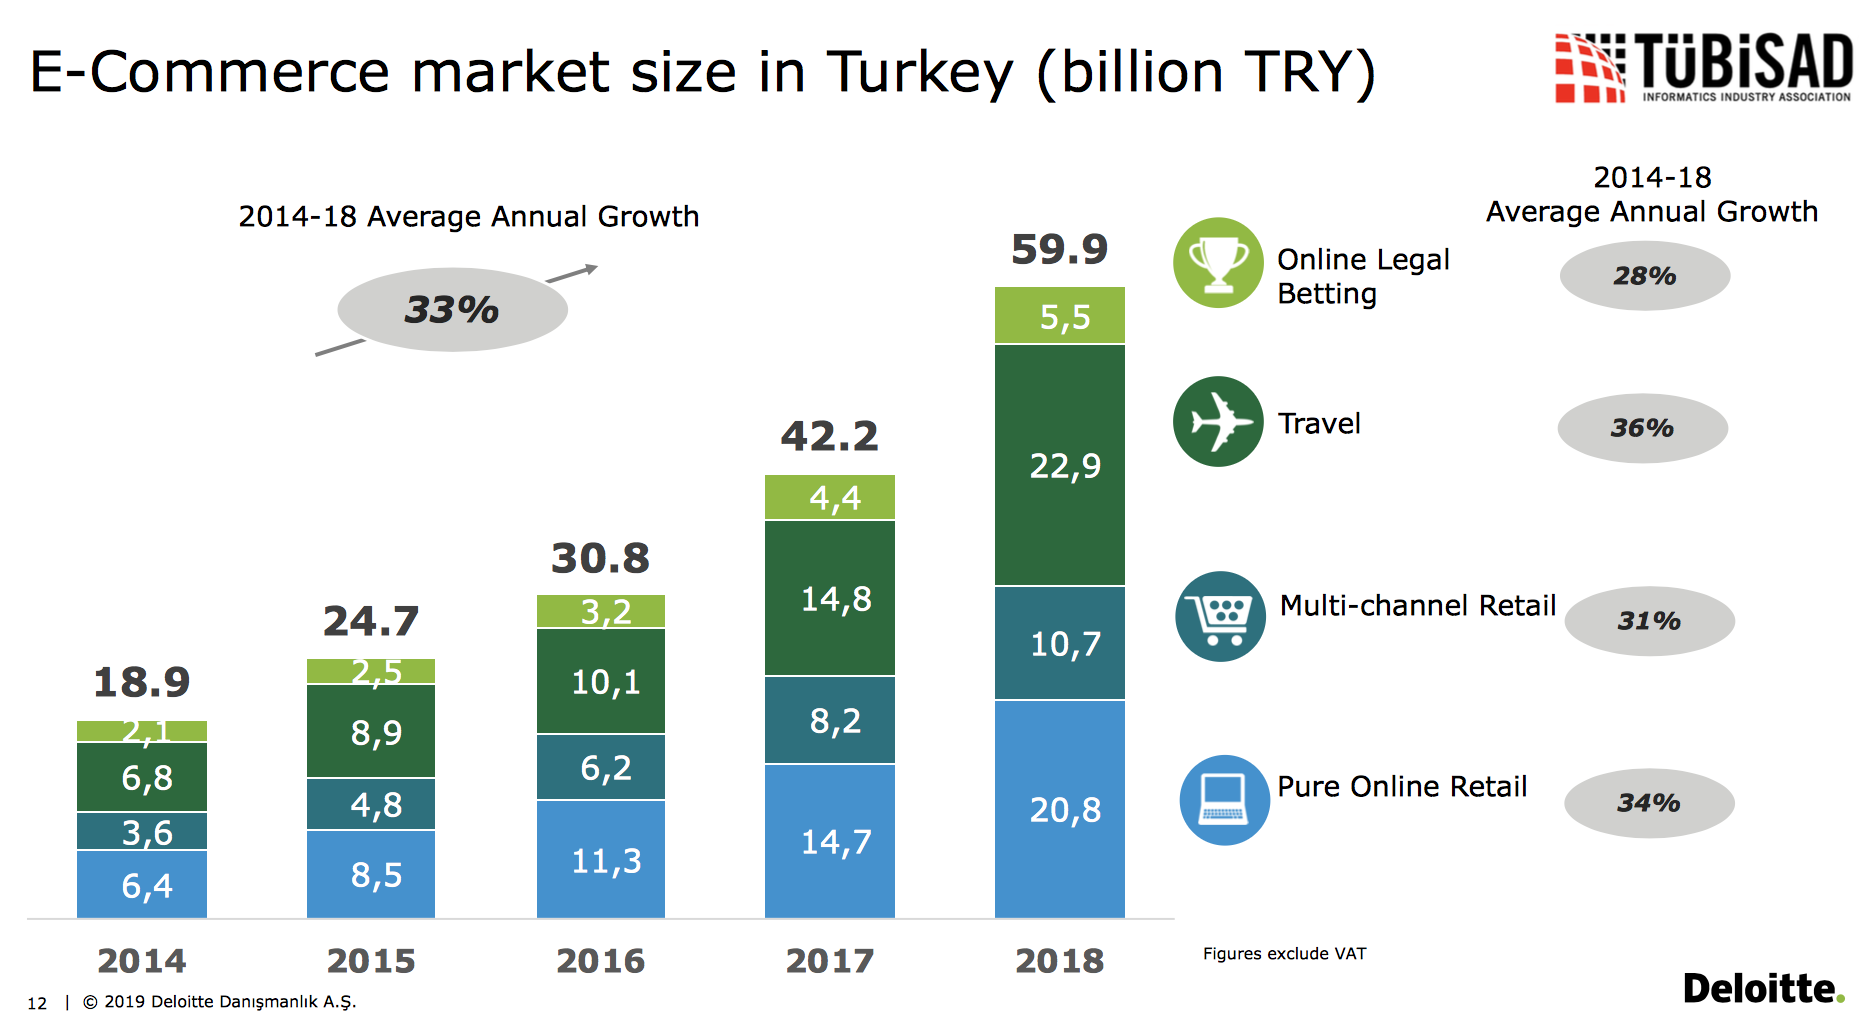 E-Commerce market size in Turkey (billion TRY)
TÜBİSAD
INFORMATICS INDUSTRY ASSOCIATION
2014-18 Average Annual Growth
33%
2014-18
Average Annual Growth
18.9
2,1
6,8
3,6
6,4
24.7
2,5
8,9
4,8
8,5
30.8
3,2
10,1
6,2
11,3
42.2
4,4
14,8
8,2
14,7
59.9
5,5
22,9
10,7
20,8
Online Legal
Betting
28%
Travel
36%
Multi-channel Retail
31%
Pure Online Retail
34%
2014
2015
2016
2017
2018
Figures exclude VAT
12 | © 2019 Deloitte Danışmanlık A.Ş.
Deloitte.